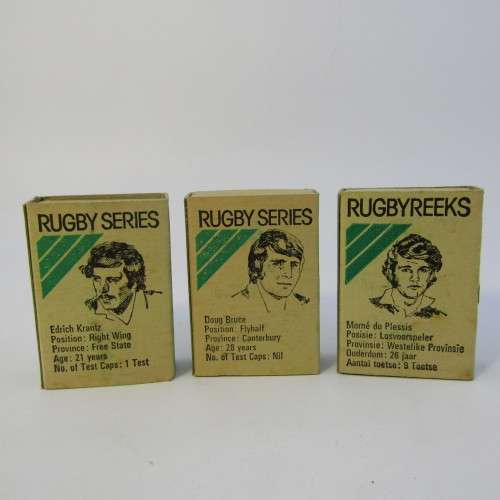 RUGBY SERIES
Edrich Krantz
Position: Right Wing
Province: Free State
Age: 21 years
No. of Test Caps: 1 Test
RUGBY SERIES
Doug Bruce
Position: Flyhalf
Province: Canterbury
Age: 28 years
No. of Test Caps: Nil
RUGBYREEKS
Morné du Plessis
Posisie: Losvoorspeler
Provinsie: Westelike Provinsie
Ouderdom: 26 jaar
Aantal toetse: 9 Toetse